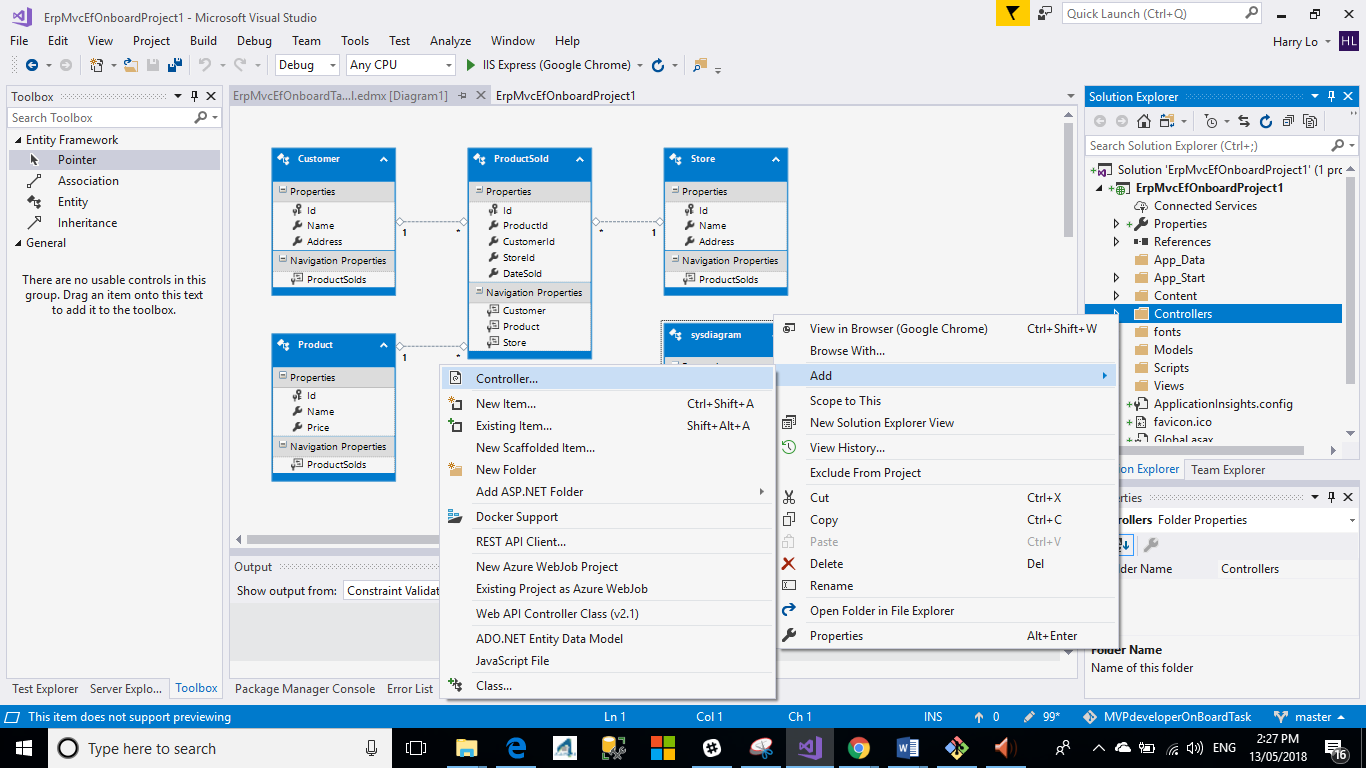 ErpMvcEfOnboardProject1 - Microsoft Visual Studio
Quick Launch (Ctrl+Q)
File Edit View Project Build Debug Team Tools Test Analyze Window Help
Harry Lo HL
Debug Any CPU IIS Express (Google Chrome)
Toolbox
Search Toolbox
Entity Framework
Pointer
Association
Entity
Inheritance
General
There are no usable controls in this
group. Drag an item onto this text
to add it to the toolbox.
Test Explorer Server Explo... Toolbox
ErpMvcEfOnboardTa...l.edmx [Diagram1] ErpMvcEfOnboardProject1
Customer
Properties
Id
Name
Address
Navigation Properties
ProductSolds
1 *
ProductSold
Properties
Id
ProductId
CustomerId
StoreId
DateSold
Navigation Properties
Customer
Product
Store
* 1
Store
Properties
Id
Name
Address
Navigation Properties
ProductSolds
Product
Properties
Id
Name
Price
Navigation Properties
ProductSolds
1 *
sysdiagram
Controller...
New Item... Ctrl+Shift+A
Existing Item... Shift+Alt+A
New Scaffolded Item...
New Folder
Add ASP.NET Folder
Docker Support
REST API Client...
New Azure WebJob Project
Existing Project as Azure WebJob
Web API Controller Class (v2.1)
ADO.NET Entity Data Model
JavaScript File
Class...
View in Browser (Google Chrome) Ctrl+Shift+W
Browse With...
Add
Scope to This
New Solution Explorer View
View History...
Exclude From Project
Cut Ctrl+X
Copy Ctrl+C
Paste Ctrl+V
Delete Del
Rename
Open Folder in File Explorer
Properties Alt+Enter
Output
Show output from: Constraint Validat
Package Manager Console Error List
Solution Explorer
Search Solution Explorer (Ctrl+;)
Solution 'ErpMvcEfOnboardProject1' (1 prc
ErpMvcEfOnboardProject1
Connected Services
Properties
References
App_Data
App_Start
Content
Controllers
fonts
Models
Scripts
Views
ApplicationInsights.config
favicon.ico
Global.asax
on Explorer Team Explorer
erties
rollers Folder Properties
der Name Controllers
Folder Name
Name of this folder
This item does not support previewing Ln 1 Col 1 Ch 1 INS 0 99* MVPdeveloperOnBoardTask master
Type here to search
ENG
2:27 PM
13/05/2018
16